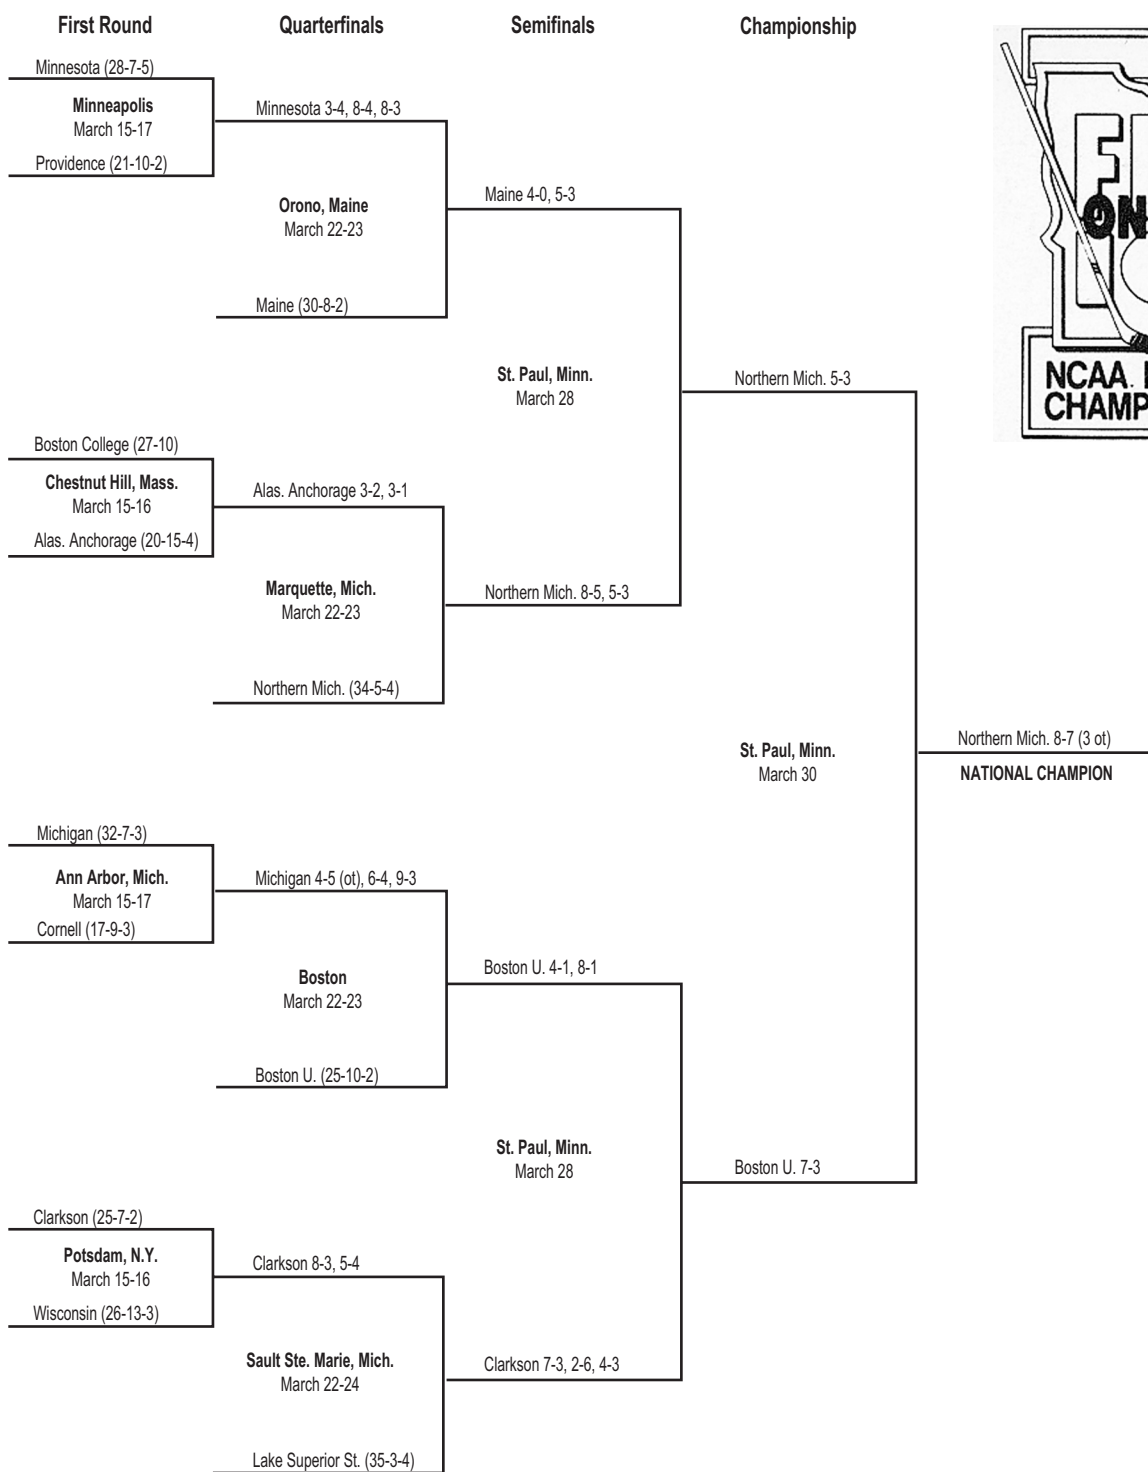 First Round
Quarterfinals
Semifinals
Championship
Minnesota (28-7-5)
Minneapolis
March 15-17
Providence (21-10-2)
Minnesota 3-4, 8-4, 8-3
Orono, Maine
March 22-23
Maine (30-8-2)
Maine 4-0, 5-3
St. Paul, Minn.
March 28
Northern Mich. 5-3
Boston College (27-10)
Chestnut Hill, Mass.
March 15-16
Alas. Anchorage (20-15-4)
Alas. Anchorage 3-2, 3-1
Marquette, Mich.
March 22-23
Northern Mich. (34-5-4)
Northern Mich. 8-5, 5-3
St. Paul, Minn.
March 30
Northern Mich. 8-7 (3 ot)
NATIONAL CHAMPION
Michigan (32-7-3)
Ann Arbor, Mich.
March 15-17
Cornell (17-9-3)
Michigan 4-5 (ot), 6-4, 9-3
Boston
March 22-23
Boston U. (25-10-2)
Boston U. 4-1, 8-1
St. Paul, Minn.
March 28
Boston U. 7-3
Clarkson (25-7-2)
Potsdam, N.Y.
March 15-16
Wisconsin (26-13-3)
Clarkson 8-3, 5-4
Sault Ste. Marie, Mich.
March 22-24
Lake Superior St. (35-3-4)
Clarkson 7-3, 2-6, 4-3
ON
NCAA
CHAMP